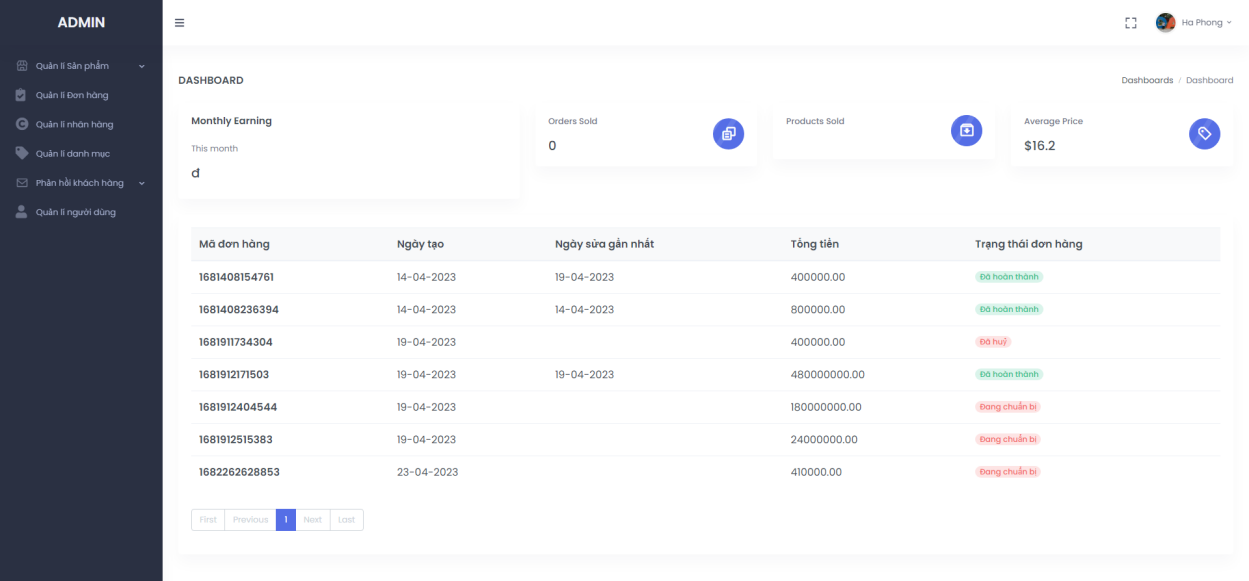 ADMIN
Ha Phong
Quản lí Sản phẩm
Quản lí Đơn hàng
Quản lí nhân hàng
Quản lí danh mục
Phản hồi khách hàng
Quản lí người dùng
DASHBOARD
Dashboards / Dashboard
Monthly Earning
This month
đ
Orders Sold
0
Products Sold
Average Price
$16.2
Mã đơn hàng Ngày tạo Ngày sửa gần nhất Tổng tiền Trạng thái đơn hàng
1681408154761 14-04-2023 19-04-2023 400000.00 Đã hoàn thành
1681408236394 14-04-2023 14-04-2023 800000.00 Đã hoàn thành
1681911734304 19-04-2023 400000.00 Đã huỷ
1681912171503 19-04-2023 19-04-2023 480000000.00 Đã hoàn thành
1681912404544 19-04-2023 180000000.00 Đang chuẩn bị
1681912515383 19-04-2023 24000000.00 Đang chuẩn bị
1682262628853 23-04-2023 410000.00 Đang chuẩn bị
First Previous 1 Next Last